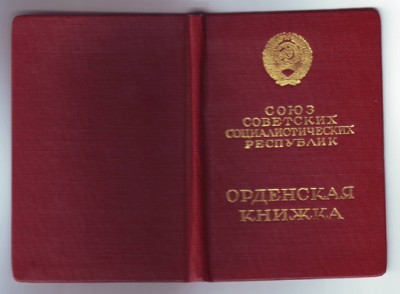 СОЮЗ
СОВЕТСКИХ
СОЦИАЛИСТИЧЕСКИХ
РЕСПУБЛИК
ОРДЕНСКАЯ
КНИЖКА